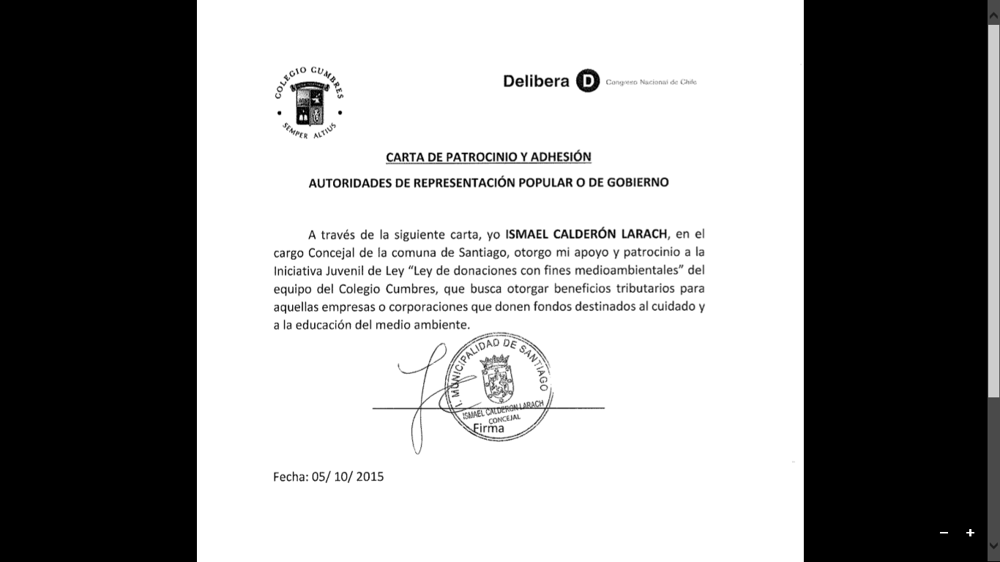 COLEGIO CUMBRES
SEMPER ALTIUS
Delibera D Congreso Nacional de Chile
CARTA DE PATROCINIO Y ADHESIÓN
AUTORIDADES DE REPRESENTACIÓN POPULAR O DE GOBIERNO
A través de la siguiente carta, yo ISMAEL CALDERÓN LARACH, en el
cargo Concejal de la comuna de Santiago, otorgo mi apoyo y patrocinio a la
Iniciativa Juvenil de Ley “Ley de donaciones con fines medioambientales” del
equipo del Colegio Cumbres, que busca otorgar beneficios tributarios para
aquellas empresas o corporaciones que donen fondos destinados al cuidado y
a la educación del medio ambiente.
I. MUNICIPALIDAD DE SANTIAGO
ISMAEL CALDERON LARACH
CONCEJAL
Firma
Fecha: 05/ 10/ 2015